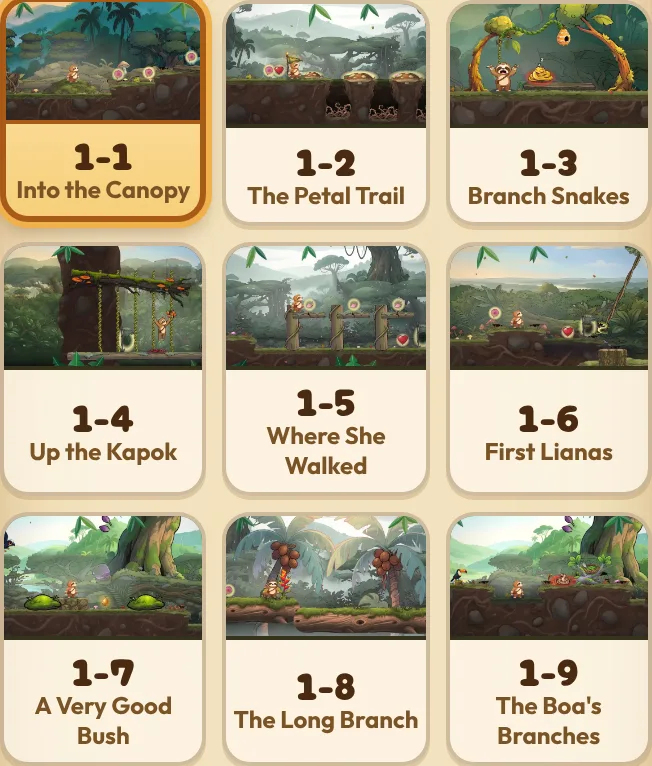 1-1
Into the Canopy
1-2
The Petal Trail
1-3
Branch Snakes
1-4
Up the Kapok
1-5
Where She
Walked
1-6
First Lianas
1-7
A Very Good
Bush
1-8
The Long Branch
1-9
The Boa's
Branches